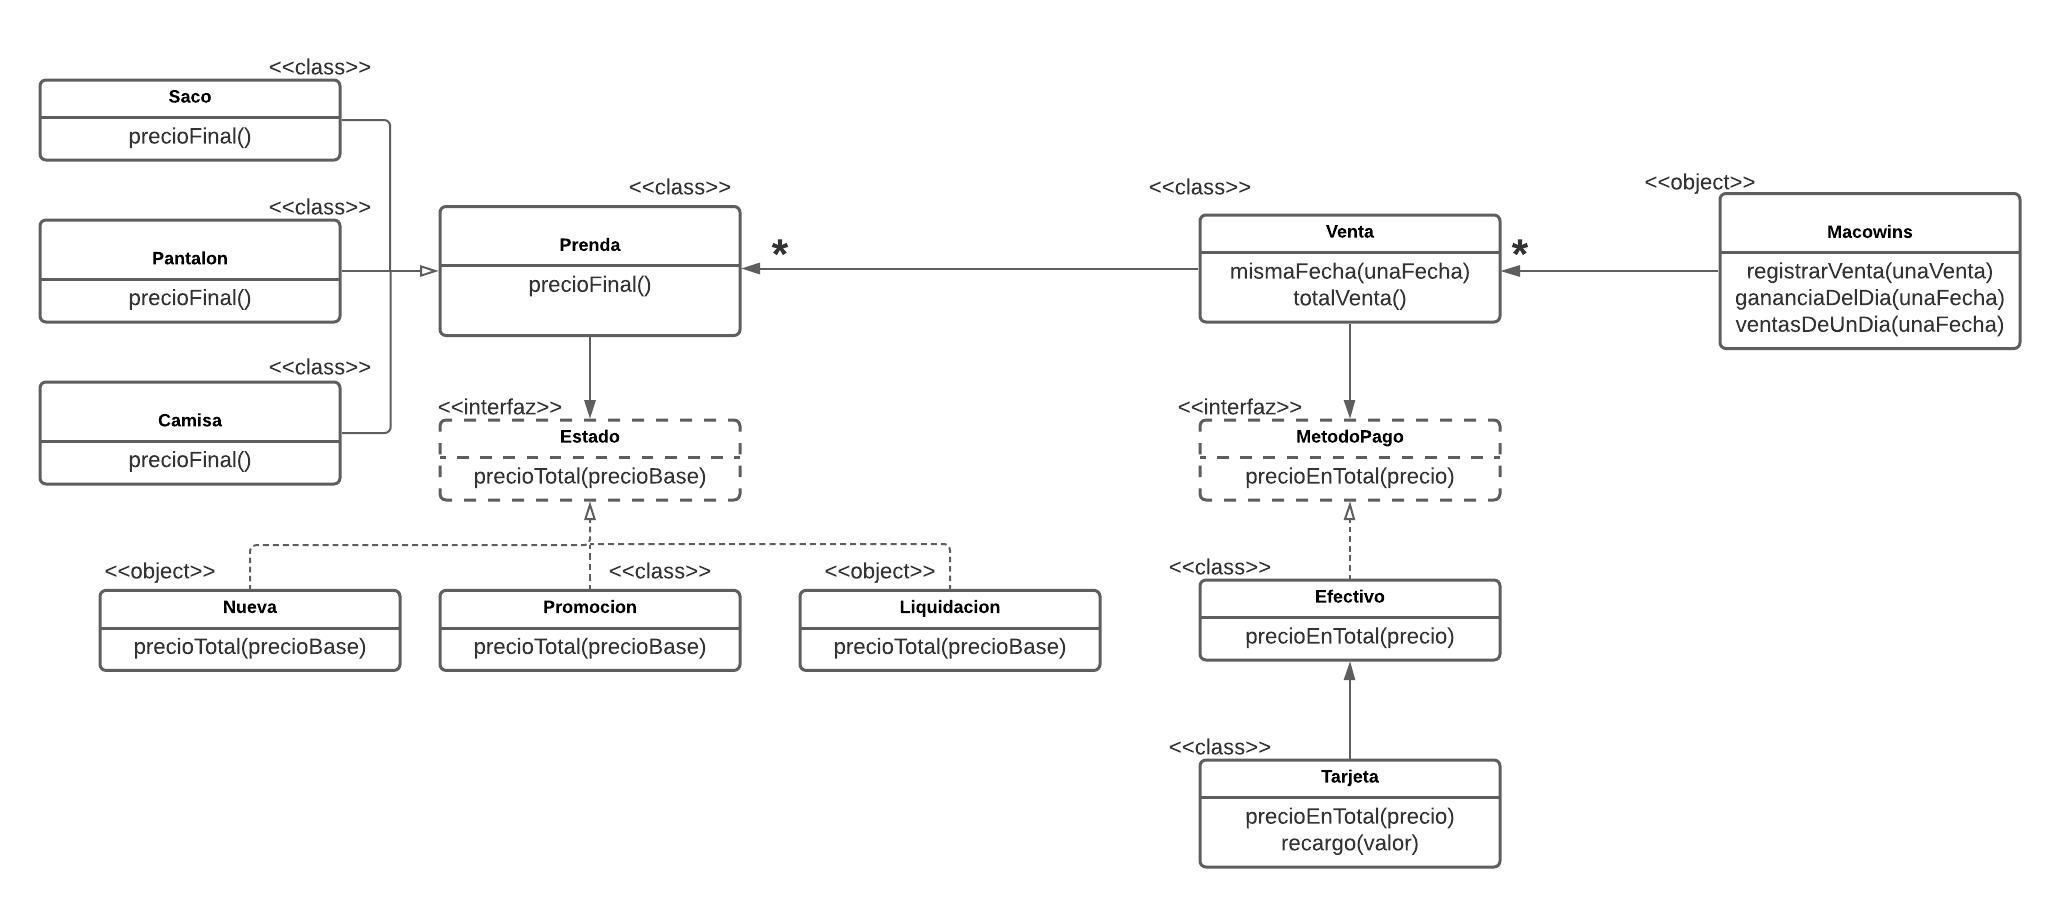 <<class>>
Saco
precioFinal()
<<class>>
Pantalon
precioFinal()
<<class>>
Camisa
precioFinal()
<<class>>
Prenda
precioFinal()
*
<<class>>
Venta
mismaFecha(unaFecha)
totalVenta()
*
<<object>>
Macowins
registrarVenta(unaVenta)
gananciaDelDia(unaFecha)
ventasDeUnDia(unaFecha)
<<interfaz>>
Estado
precioTotal(precioBase)
<<interfaz>>
MetodoPago
precioEnTotal(precio)
<<object>>
Nueva
precioTotal(precioBase)
<<class>>
Promocion
precioTotal(precioBase)
<<object>>
Liquidacion
precioTotal(precioBase)
<<class>>
Efectivo
precioEnTotal(precio)
<<class>>
Tarjeta
precioEnTotal(precio)
recargo(valor)